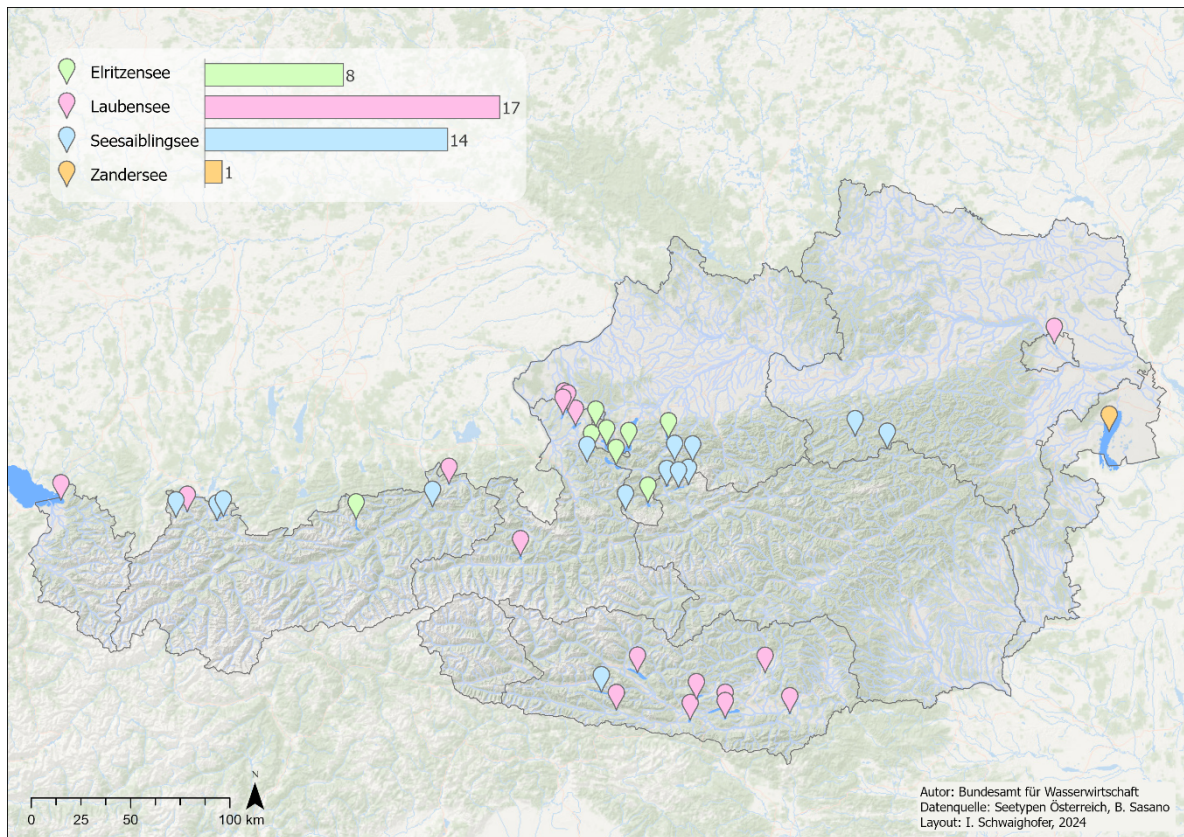 Elritzensee 8
Laubensee 17
Seesaiblingsee 14
Zandersee 1
N
0 25 50 100 km
Autor: Bundesamt für Wasserwirtschaft
Datenquelle: Seetypen Österreich, B. Sasano
Layout: I. Schwaighofer, 2024